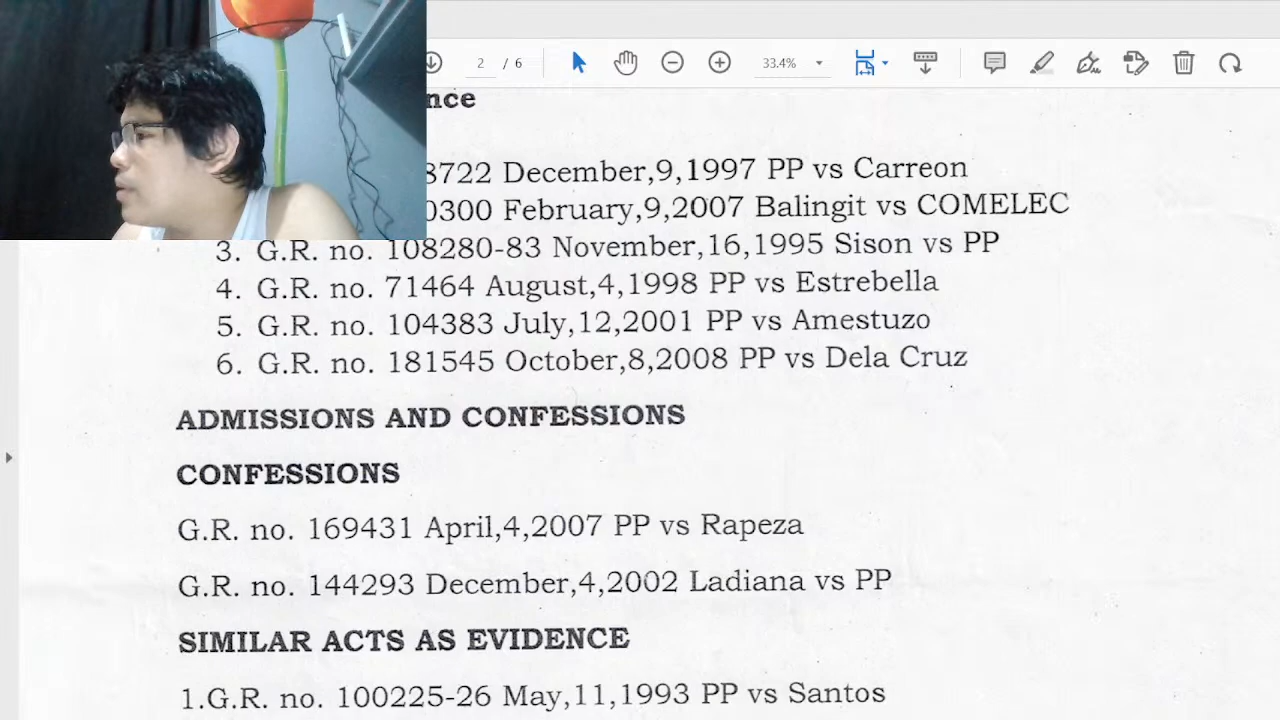 2 / 6 33.4%
nce
8722 December,9,1997 PP vs Carreon
0300 February,9,2007 Balingit vs COMELEC
3. G.R. no. 108280-83 November,16,1995 Sison vs PP
4. G.R. no. 71464 August,4,1998 PP vs Estrebella
5. G.R. no. 104383 July,12,2001 PP vs Amestuzo
6. G.R. no. 181545 October,8,2008 PP vs Dela Cruz
ADMISSIONS AND CONFESSIONS
CONFESSIONS
G.R. no. 169431 April,4,2007 PP vs Rapeza
G.R. no. 144293 December,4,2002 Ladiana vs PP
SIMILAR ACTS AS EVIDENCE
1.G.R. no. 100225-26 May,11,1993 PP vs Santos